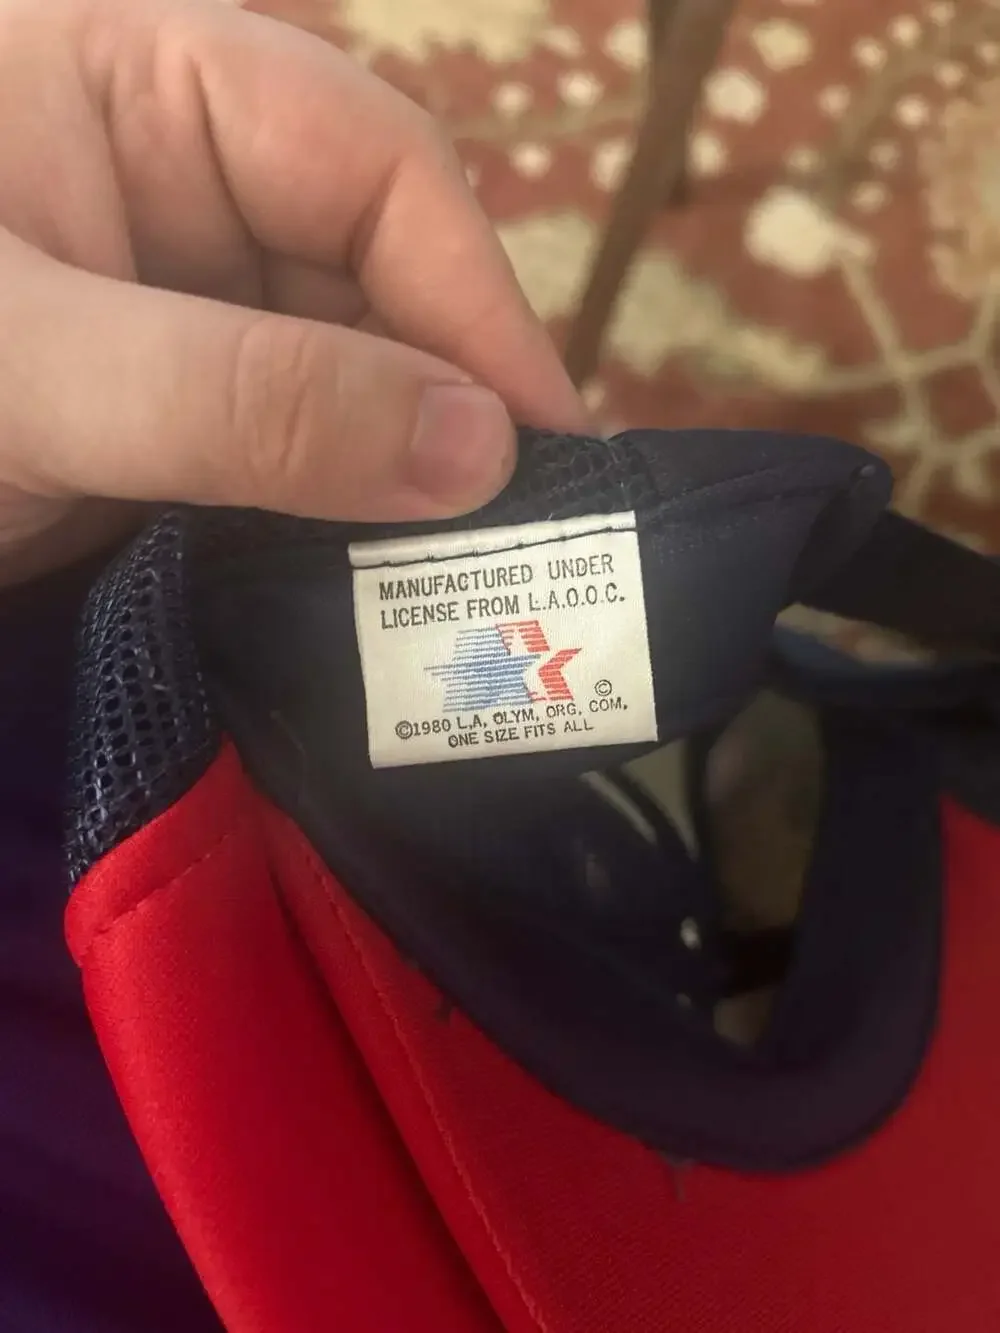 MANUFACTURED UNDER
LICENSE FROM L.A.O.O.C.
©
©1980 L.A. OLYM. ORG. COM.
ONE SIZE FITS ALL